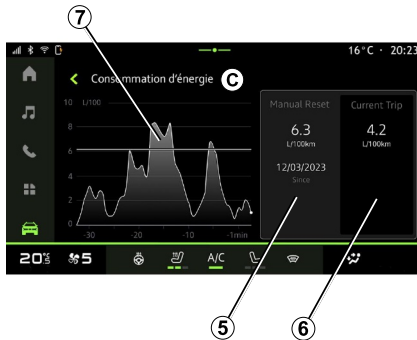 7
16°C · 20:23
Consommation d'énergie C
10 L/100
8
6
4
2
0
-30 -20 -10 -1min
Manual Reset
6.3
L/100km
12/03/2023
Since
Current Trip
4.2
L/100km
20.5 5 A/C
5 6